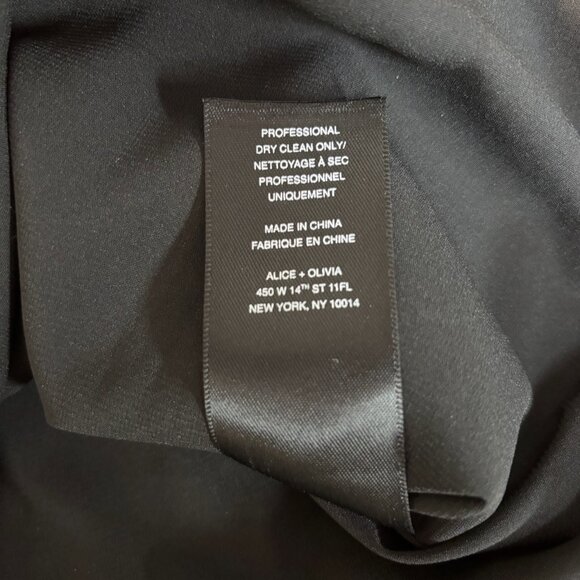 PROFESSIONAL
DRY CLEAN ONLY/
NETTOYAGE À SEC
PROFESSIONNEL
UNIQUEMENT
MADE IN CHINA
FABRIQUE EN CHINE
ALICE + OLIVIA
450 W 14TH ST 11FL
NEW YORK, NY 10014